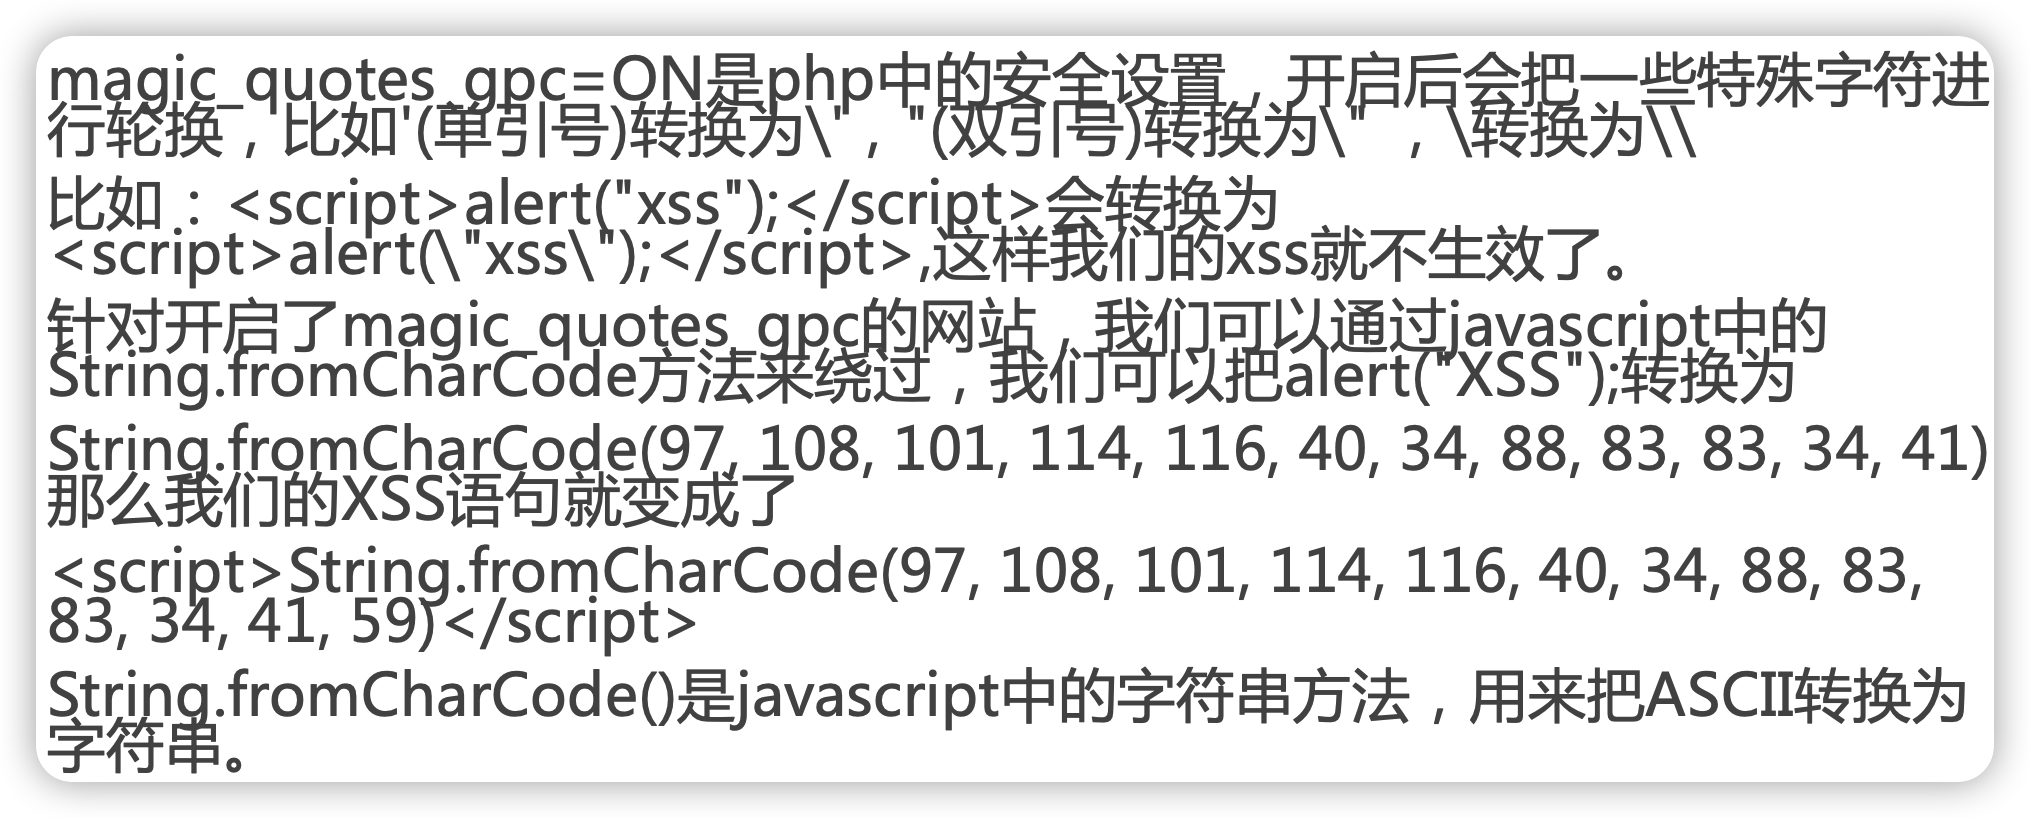 magic_quotes_gpc=ON是php中的安全设置，开启后会把一些特殊字符进
行轮换，比如'(单引号)转换为\'，"(双引号)转换为\"，\转换为\\
比如：<script>alert("xss");</script>会转换为
<script>alert(\"xss\");</script>,这样我们的xss就不生效了。
针对开启了magic_quotes_gpc的网站，我们可以通过javascript中的
String.fromCharCode方法来绕过，我们可以把alert("XSS");转换为
String.fromCharCode(97, 108, 101, 114, 116, 40, 34, 88, 83, 83, 34, 41)
那么我们的XSS语句就变成了
<script>String.fromCharCode(97, 108, 101, 114, 116, 40, 34, 88, 83,
83, 34, 41, 59)</script>
String.fromCharCode()是javascript中的字符串方法，用来把ASCII转换为
字符串。